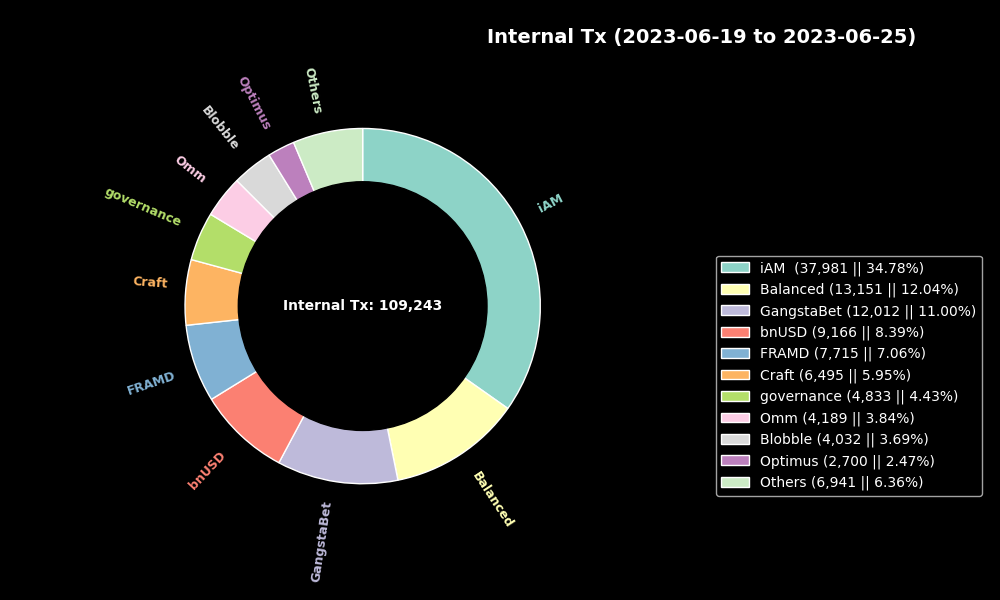 Internal Tx (2023-06-19 to 2023-06-25)
Others
Optimus
Blobble
Omm
governance
Craft
FRAMD
bnUSD
GangstaBet
Balanced
iAM
Internal Tx: 109,243
iAM  (37,981 || 34.78%)
Balanced (13,151 || 12.04%)
GangstaBet (12,012 || 11.00%)
bnUSD (9,166 || 8.39%)
FRAMD (7,715 || 7.06%)
Craft (6,495 || 5.95%)
governance (4,833 || 4.43%)
Omm (4,189 || 3.84%)
Blobble (4,032 || 3.69%)
Optimus (2,700 || 2.47%)
Others (6,941 || 6.36%)